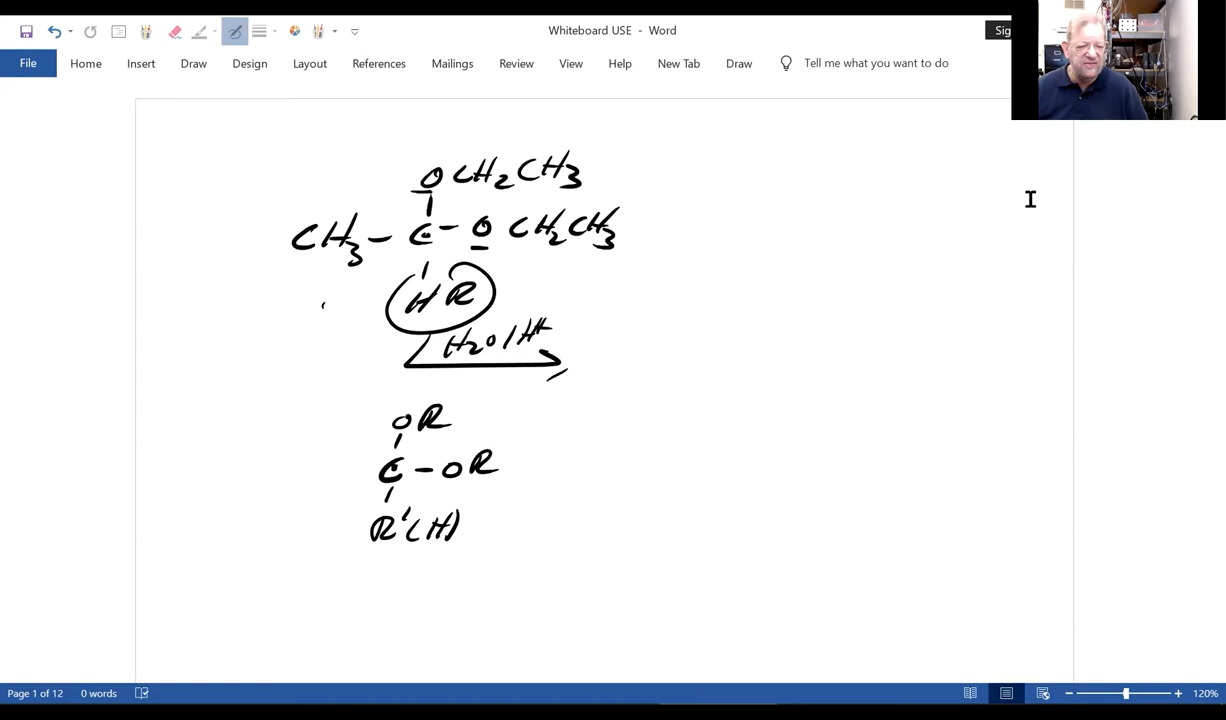 Whiteboard USE - Word
Sig
File Home Insert Draw Design Layout References Mailings Review View Help New Tab Draw Tell me what you want to do
OCH2CH3
CH3 - C - O CH2CH3
H R
H2O / H+
OR
C - OR
R'(H)
Page 1 of 12 0 words 120%